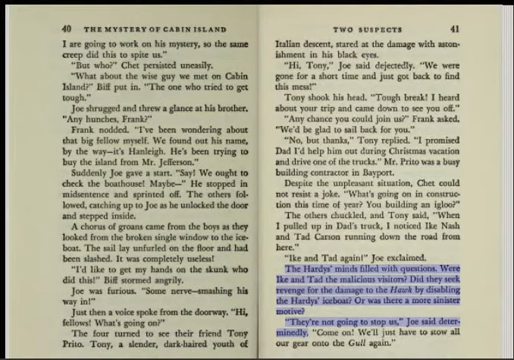 40 THE MYSTERY OF CABIN ISLAND
I are going to work on his mystery, so the same
creep did this to spite us."
"But who?" Chet persisted uneasily.
"What about the wise guy we met on Cabin
Island?" Biff put in. "The one who tried to get
tough."
Joe shrugged and threw a glance at his brother.
"Any hunches, Frank?"
Frank nodded. "I've been wondering about
that big fellow myself. We found out his name,
by the way—it's Hanleigh. He's been trying to
buy the island from Mr. Jefferson."
Suddenly Joe gave a start. "Say! We ought to
check the boathouse! Maybe—" He stopped in
midsentence and sprinted off. The others fol-
lowed, catching up to Joe as he unlocked the door
and stepped inside.
A chorus of groans came from the boys as they
looked from the broken single window to the ice-
boat. The sail lay unfurled on the floor and had
been slashed. It was completely useless!
"I'd like to get my hands on the skunk who
did this!" Biff stormed angrily.
Joe was furious. "Some nerve—smashing his
way in!"
Just then a voice spoke from the doorway. "Hi,
fellows! What's going on?"
The four turned to see their friend Tony
Prito. Tony, a slender, dark-haired youth of
TWO SUSPECTS 41
Italian descent, stared at the damage with aston-
ishment in his black eyes.
"Hi, Tony," Joe said dejectedly. "We were
gone for a short time and just got back to find
this mess!"
Tony shook his head. "Tough break! I heard
about your trip and came down to see you off."
"Any chance you could join us?" Frank asked.
"We'd be glad to sail back for you."
"No, but thanks," Tony replied. "I promised
Dad I'd help him out during Christmas vacation
and drive one of the trucks." Mr. Prito was a busy
building contractor in Bayport.
Despite the unpleasant situation, Chet could
not resist a joke. "What's going on in construc-
tion this time of year? You building an igloo?"
The others chuckled, and Tony said, "When
I pulled up in Dad's truck, I noticed Ike Nash
and Tad Carson running down the road from
here."
"Ike and Tad again!" Joe exclaimed.
The Hardys' minds filled with questions. Were
Ike and Tad the malicious visitors? Did they seek
revenge for the damage to the Hawk by disabling
the Hardys' iceboat? Or was there a more sinister
motive?
"They're not going to stop us," Joe said deter-
minedly. "Come on! We'll just have to stow all
our gear onto the Gull."